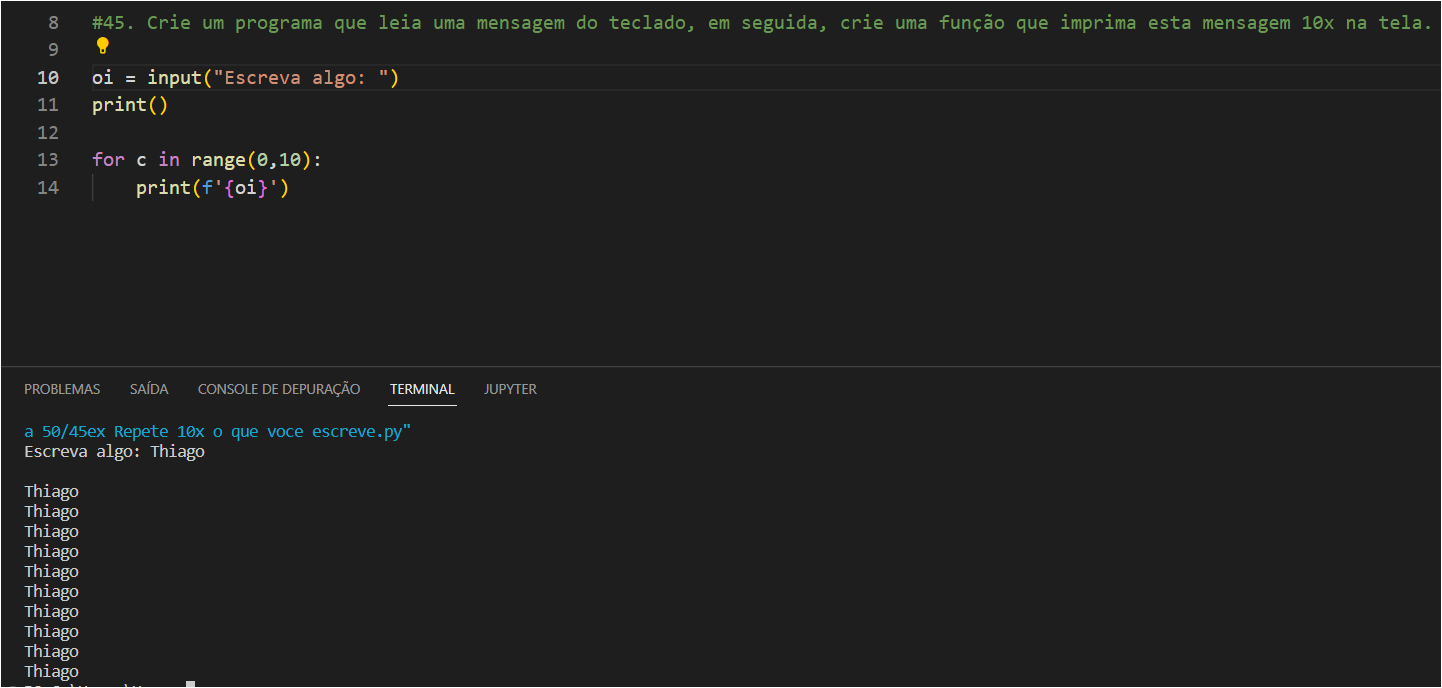 8 #45. Crie um programa que leia uma mensagem do teclado, em seguida, crie uma função que imprima esta mensagem 10x na tela.
9
10 oi = input("Escreva algo: ")
11 print()
12
13 for c in range(0,10):
14     print(f'{oi}')
PROBLEMAS SAÍDA CONSOLE DE DEPURAÇÃO TERMINAL JUPYTER
a 50/45ex Repete 10x o que voce escreve.py"
Escreva algo: Thiago
Thiago
Thiago
Thiago
Thiago
Thiago
Thiago
Thiago
Thiago
Thiago
Thiago